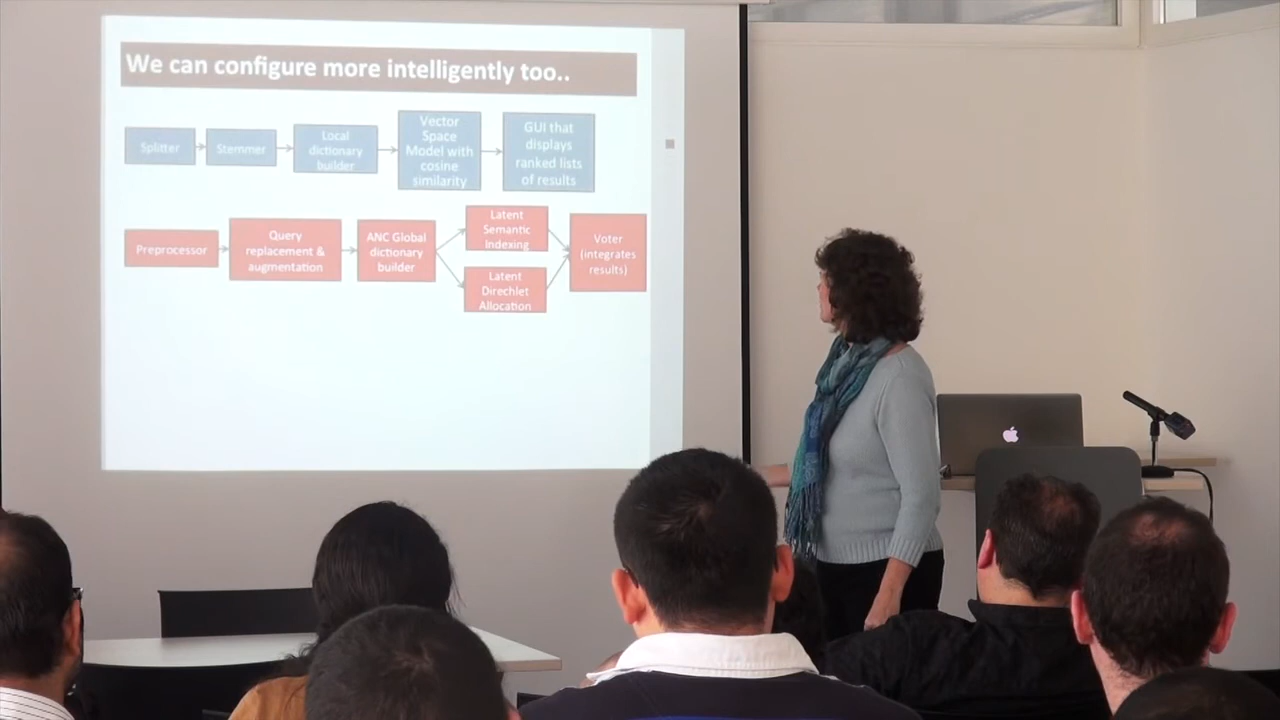 We can configure more intelligently too..
Splitter
Stemmer
Local
dictionary
builder
Vector
Space
Model with
cosine
similarity
GUI that
displays
ranked lists
of results
Preprocessor
Query
replacement &
augmentation
ANC Global
dictionary
builder
Latent
Semantic
Indexing
Latent
Direchlet
Allocation
Voter
(integrates
results)